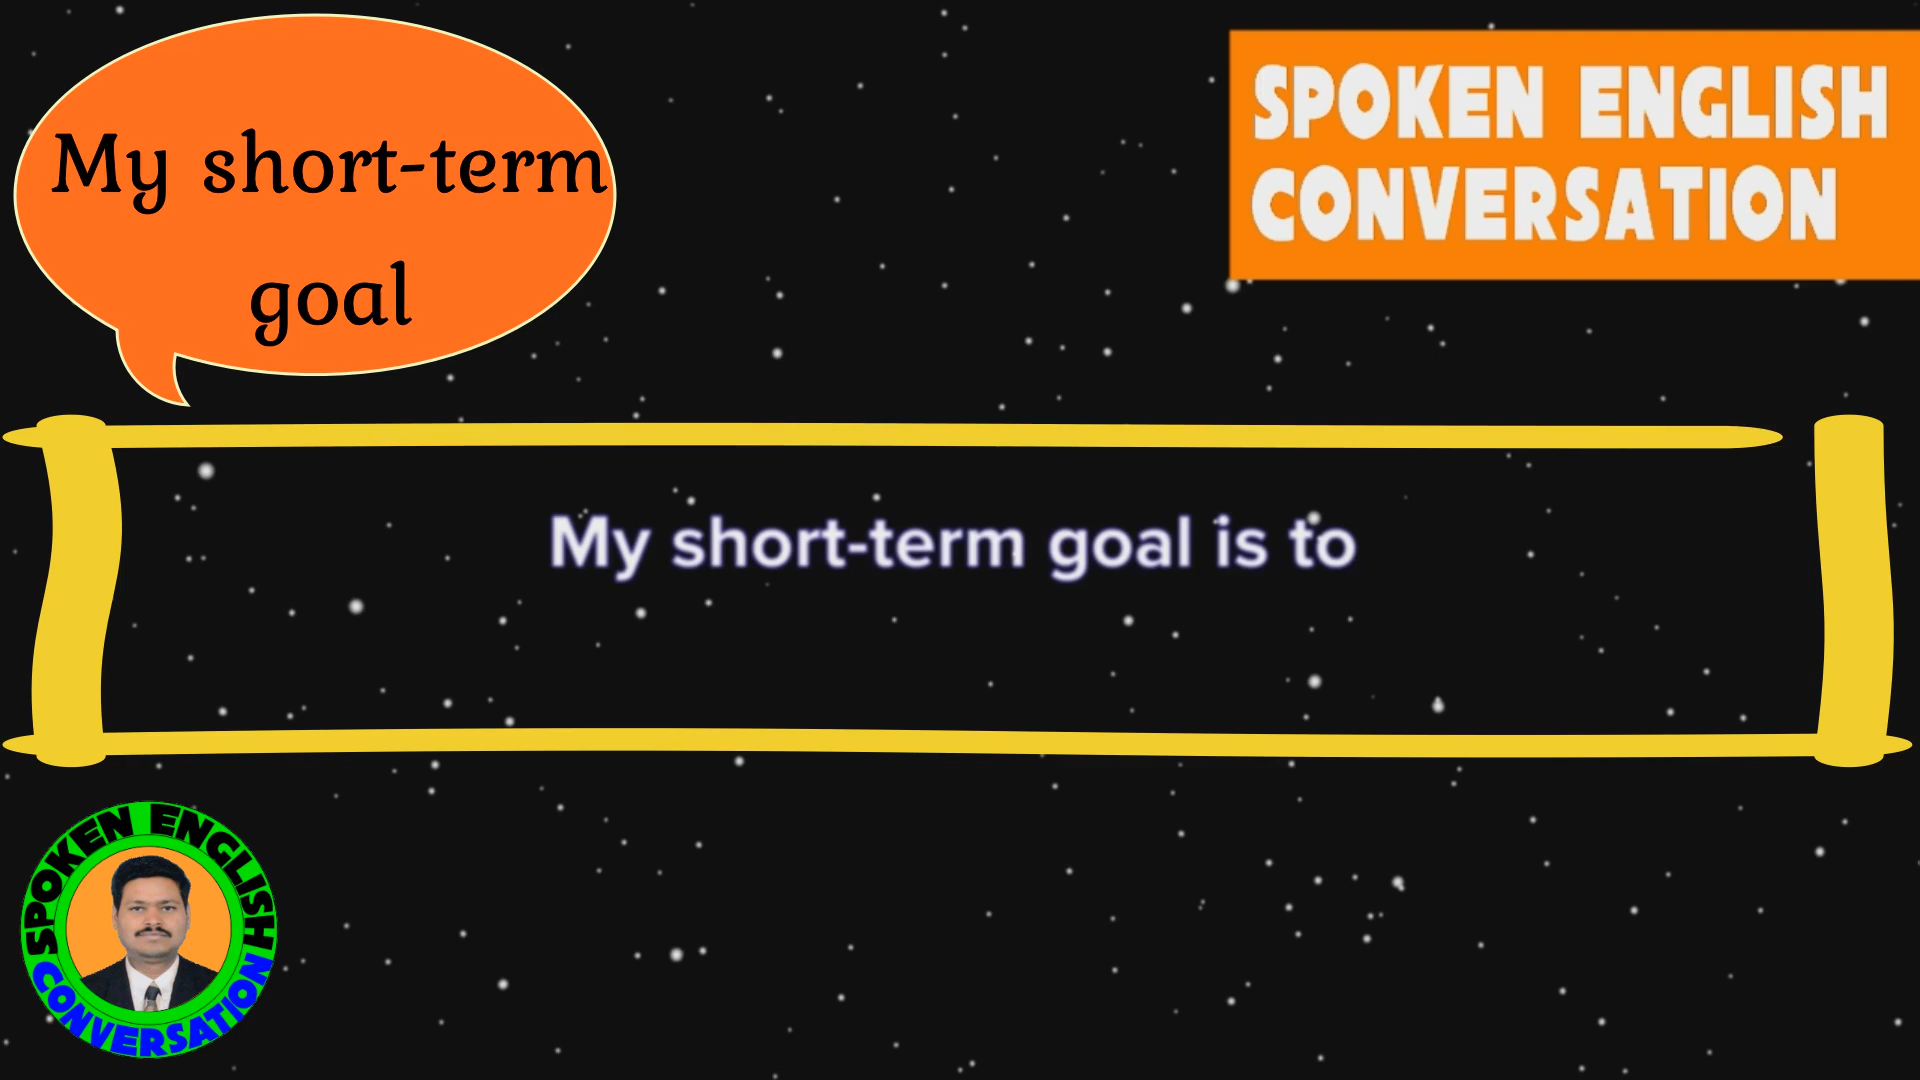 My short-term
goal
SPOKEN ENGLISH
CONVERSATION
My short-term goal is to
SPOKEN ENGLISH
CONVERSATION